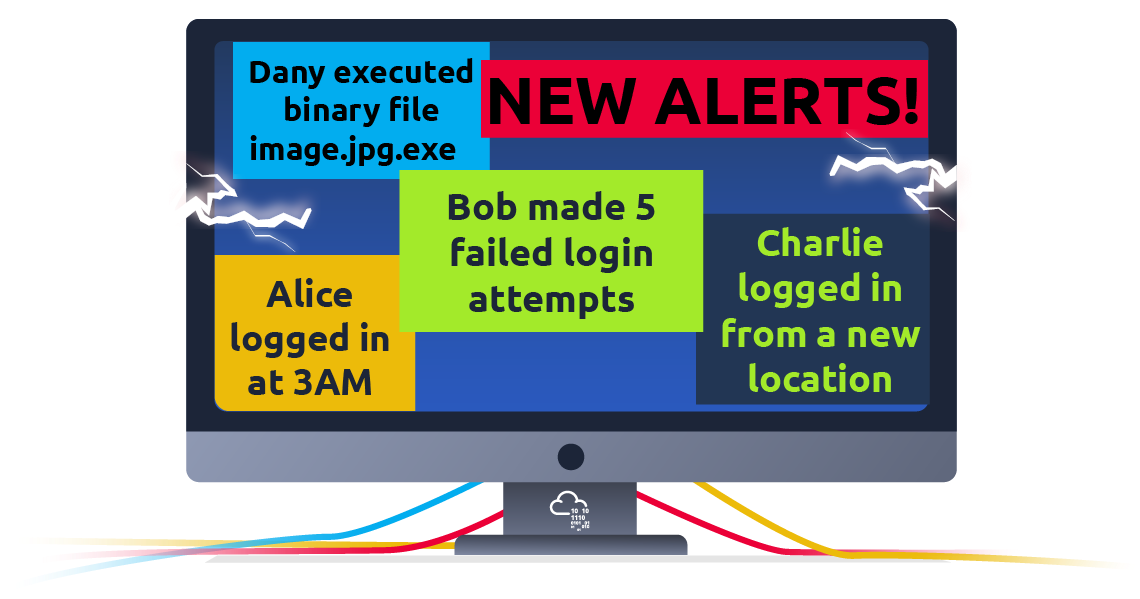 Dany executed
binary file
image.jpg.exe
NEW ALERTS!
Bob made 5
failed login
attempts
Alice
logged in
at 3AM
Charlie
logged in
from a new
location
10 10
1110